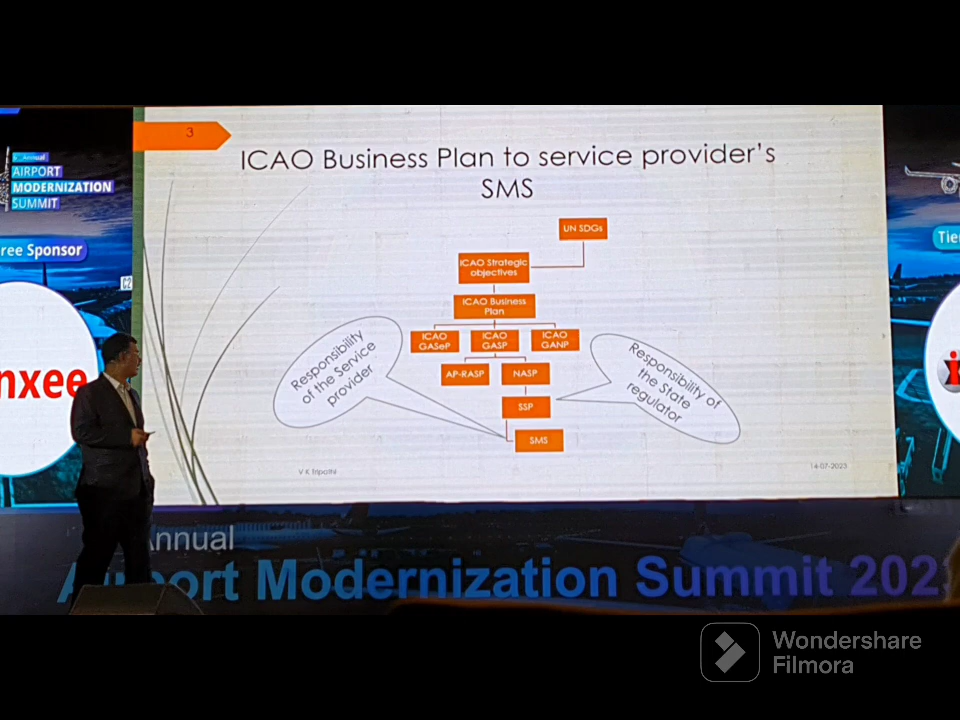 3
ICAO Business Plan to service provider's
SMS
UN SDGs
ICAO Strategic
objectives
ICAO Business
Plan
ICAO
GASeP
ICAO
GASP
ICAO
GANP
AP-RASP
NASP
SSP
SMS
Responsibility
of the Service
provider
Responsibility of
the State
regulator
V K Tripathi
14-07-2023
Annual
AIRPORT
MODERNIZATION
SUMMIT
ree Sponsor
nxee
C2
Tie
Annual
Airport Modernization Summit 202
Wondershare
Filmora